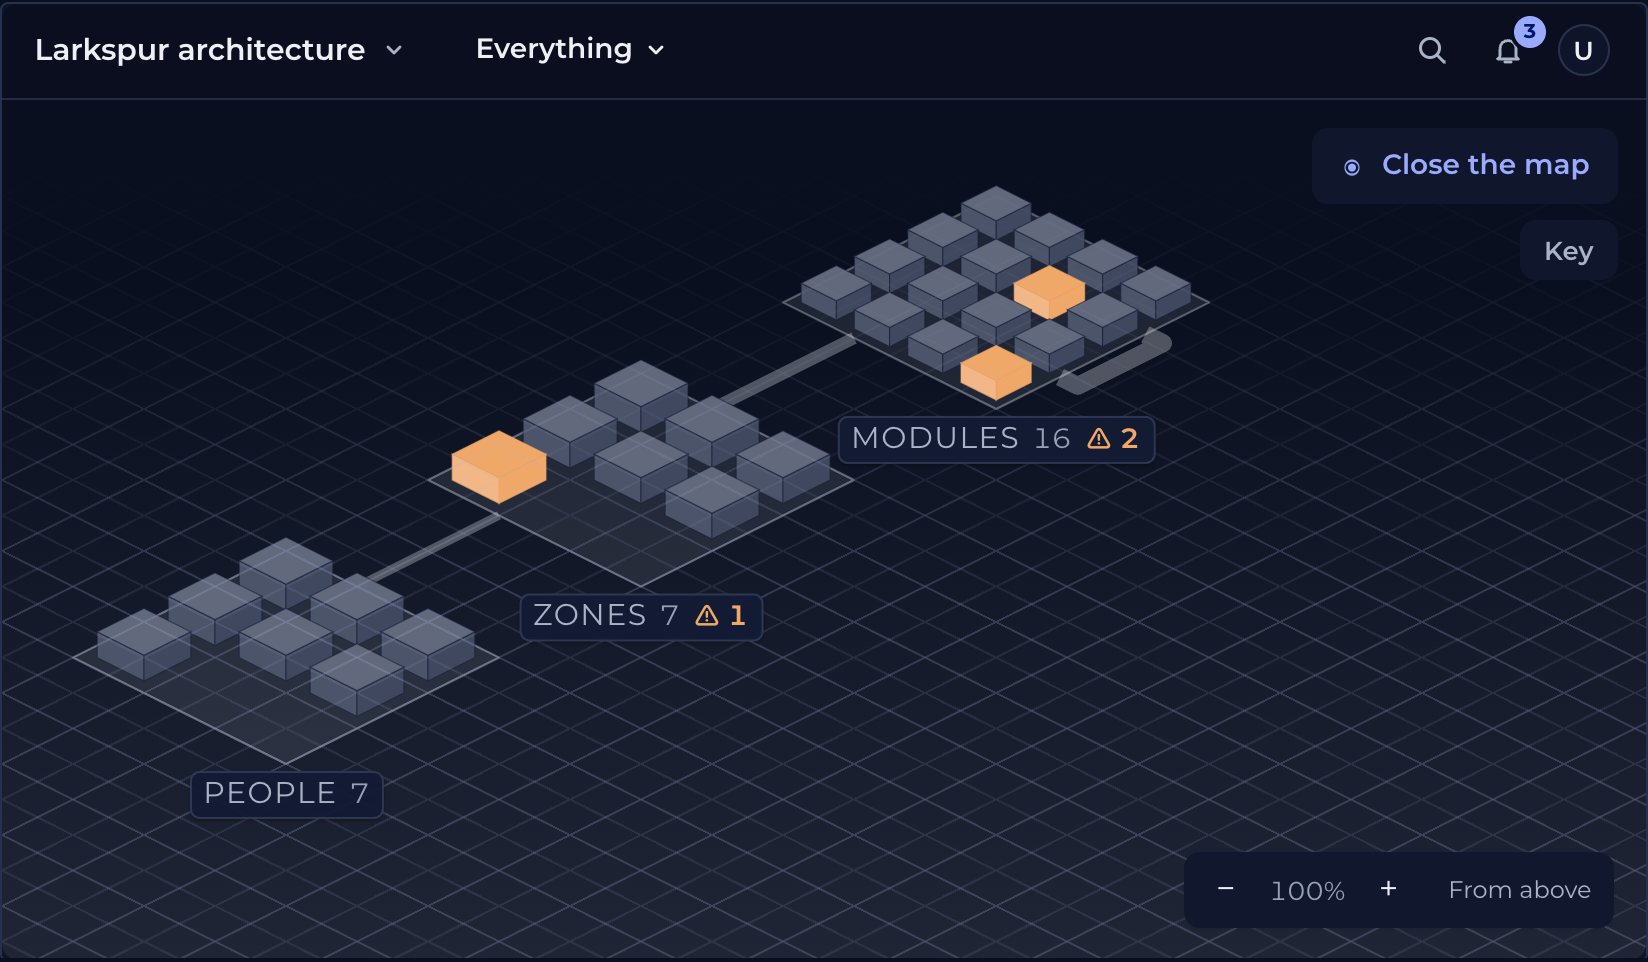 Larkspur architecture
Everything
3
U
Close the map
Key
MODULES 16 2
ZONES 7 1
PEOPLE 7
− 100% + From above